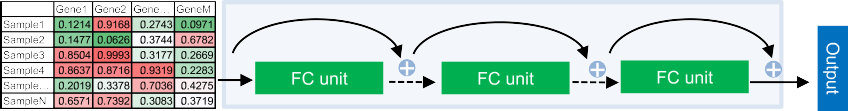 Gene1 Gene2 Gene... GeneM
Sample1 0.1214 0.9168 0.2743 0.0971
Sample2 0.1477 0.0626 0.3744 0.6782
Sample3 0.8504 0.9993 0.3177 0.2669
Sample4 0.8637 0.8716 0.9319 0.2283
Sample... 0.2019 0.3378 0.7036 0.4275
SampleN 0.6571 0.7392 0.3083 0.3719
FC unit
FC unit
FC unit
Output